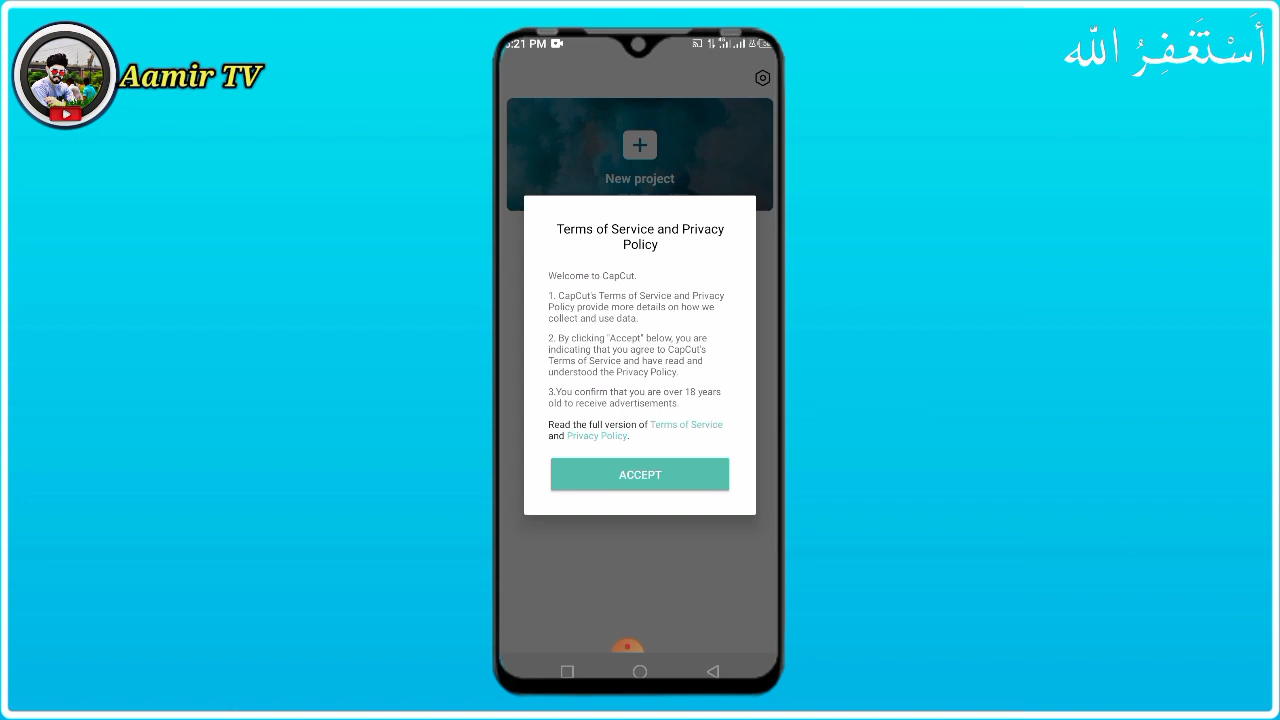 Aamir TV
أَسْتَغْفِرُ الله
:21 PM
New project
Terms of Service and Privacy
Policy
Welcome to CapCut.
1. CapCut's Terms of Service and Privacy
Policy provide more details on how we
collect and use data.
2. By clicking "Accept" below, you are
indicating that you agree to CapCut's
Terms of Service and have read and
understood the Privacy Policy.
3.You confirm that you are over 18 years
old to receive advertisements.
Read the full version of Terms of Service
and Privacy Policy.
ACCEPT